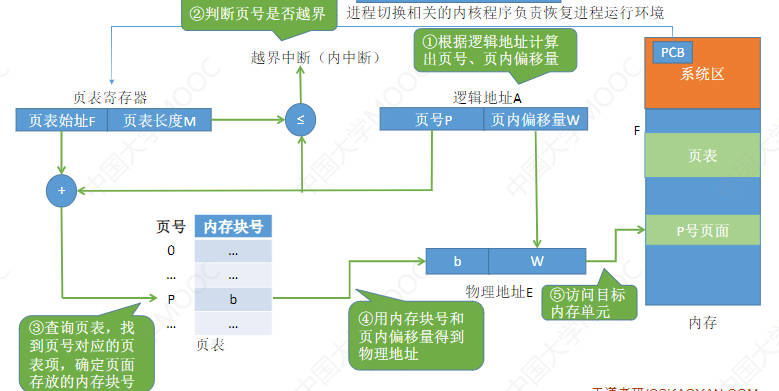 ②判断页号是否越界
进程切换相关的内核程序负责恢复进程运行环境
越界中断（内中断）
①根据逻辑地址计算
出页号、页内偏移量
PCB
系统区
页表寄存器
逻辑地址A
页表始址F
页表长度M
≤
页号P
页内偏移量W
F
页表
+
页号
内存块号
0
...
P号页面
...
...
b
W
P
b
物理地址E
...
...
页表
③查询页表，找
到页号对应的页
表项，确定页面
存放的内存块号
④用内存块号和
页内偏移量得到
物理地址
⑤访问目标
内存单元
内存
中国大学MOOC